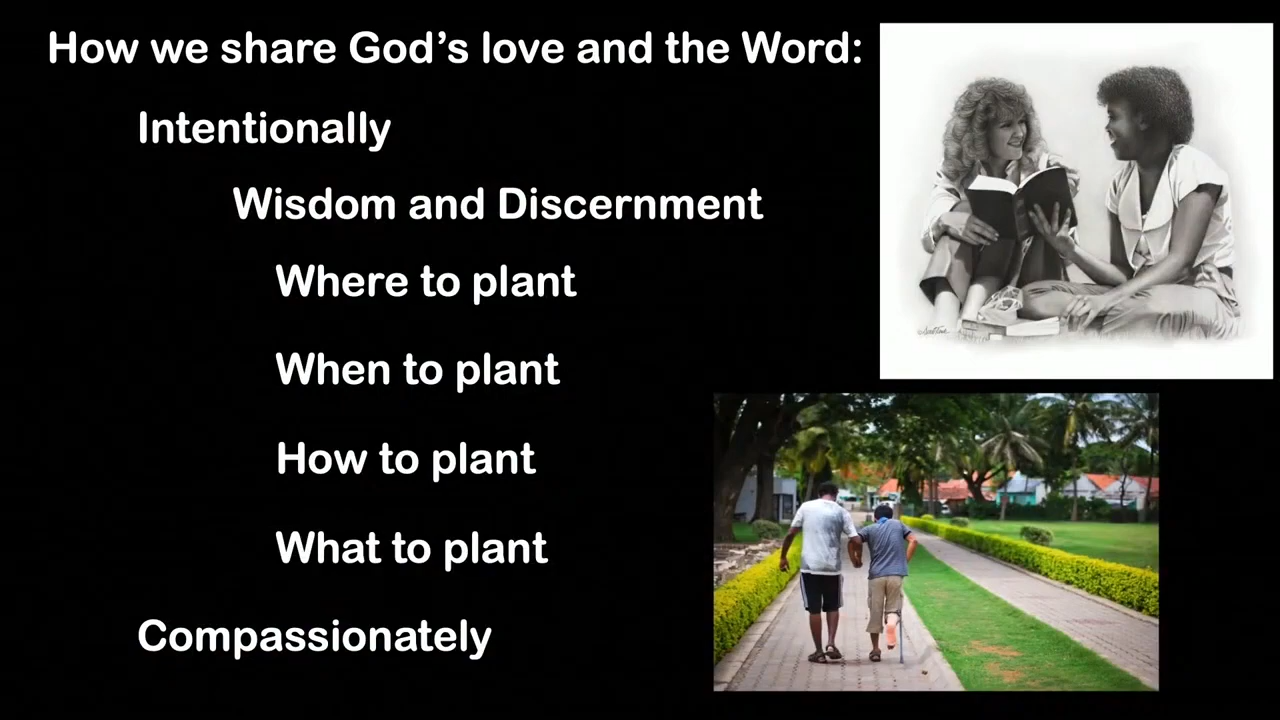 How we share God’s love and the Word:
Intentionally
Wisdom and Discernment
Where to plant
When to plant
How to plant
What to plant
Compassionately